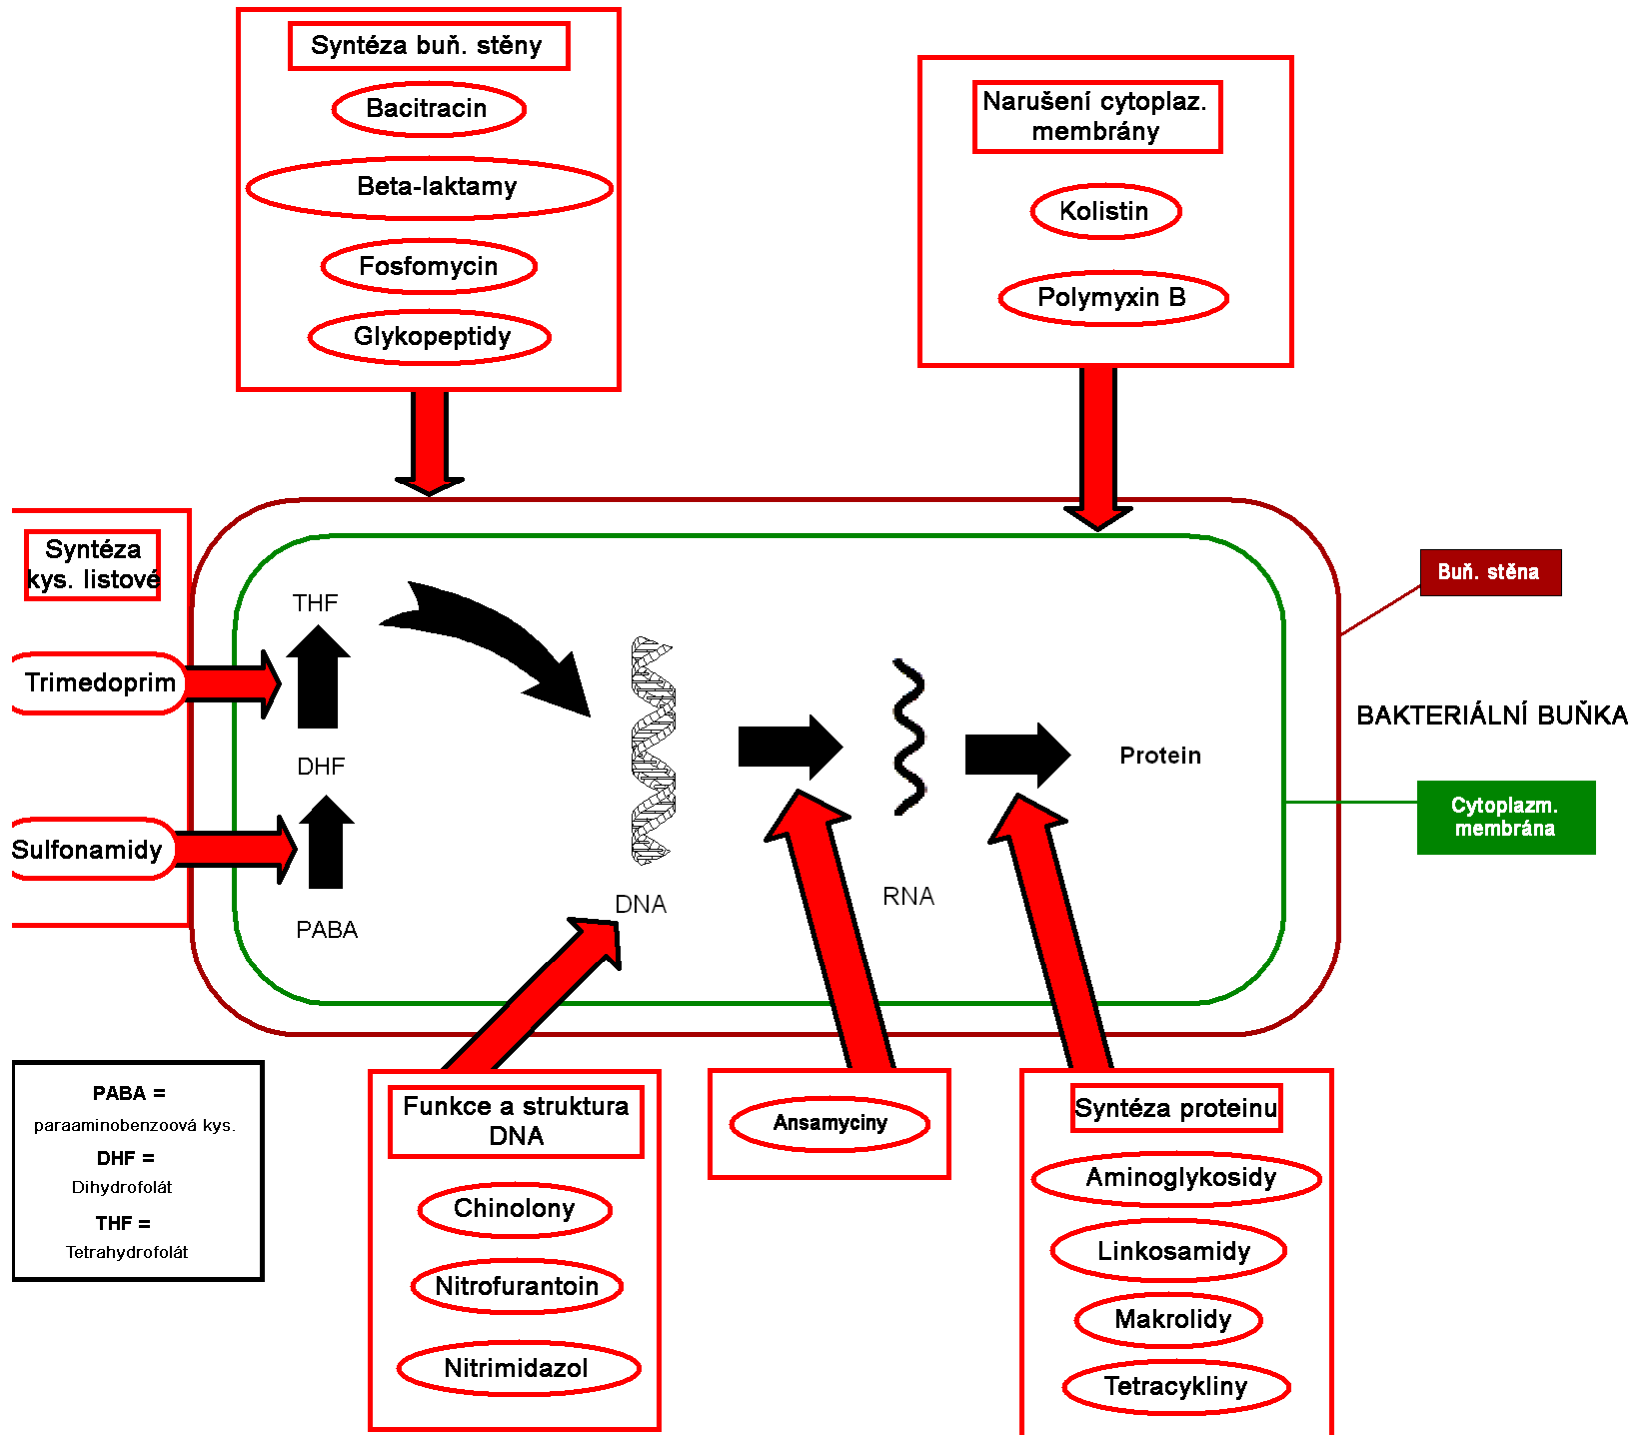 Syntéza buň. stěny
Bacitracin
Beta-laktamy
Fosfomycin
Glykopeptidy
Narušení cytoplaz.
membrány
Kolistin
Polymyxin B
Syntéza
kys. listové
Trimedoprim
Sulfonamidy
THF
DHF
PABA
DNA
RNA
Protein
Buň. stěna
BAKTERIÁLNÍ BUŇKA
Cytoplazm.
membrána
PABA =
paraaminobenzoová kys.
DHF =
Dihydrofolát
THF =
Tetrahydrofolát
Funkce a struktura
DNA
Chinolony
Nitrofurantoin
Nitrimidazol
Ansamyciny
Syntéza proteinu
Aminoglykosidy
Linkosamidy
Makrolidy
Tetracykliny